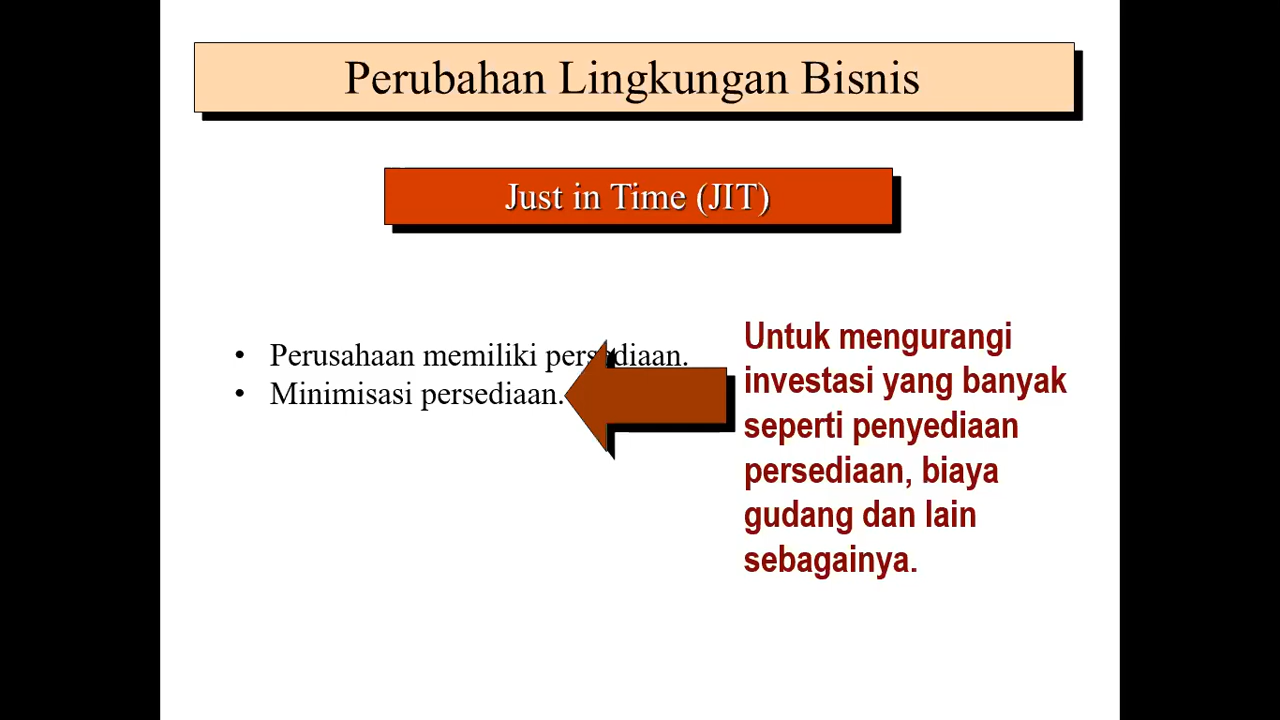 Perubahan Lingkungan Bisnis
Just in Time (JIT)
• Perusahaan memiliki persediaan.
• Minimisasi persediaan.
Untuk mengurangi
investasi yang banyak
seperti penyediaan
persediaan, biaya
gudang dan lain
sebagainya.